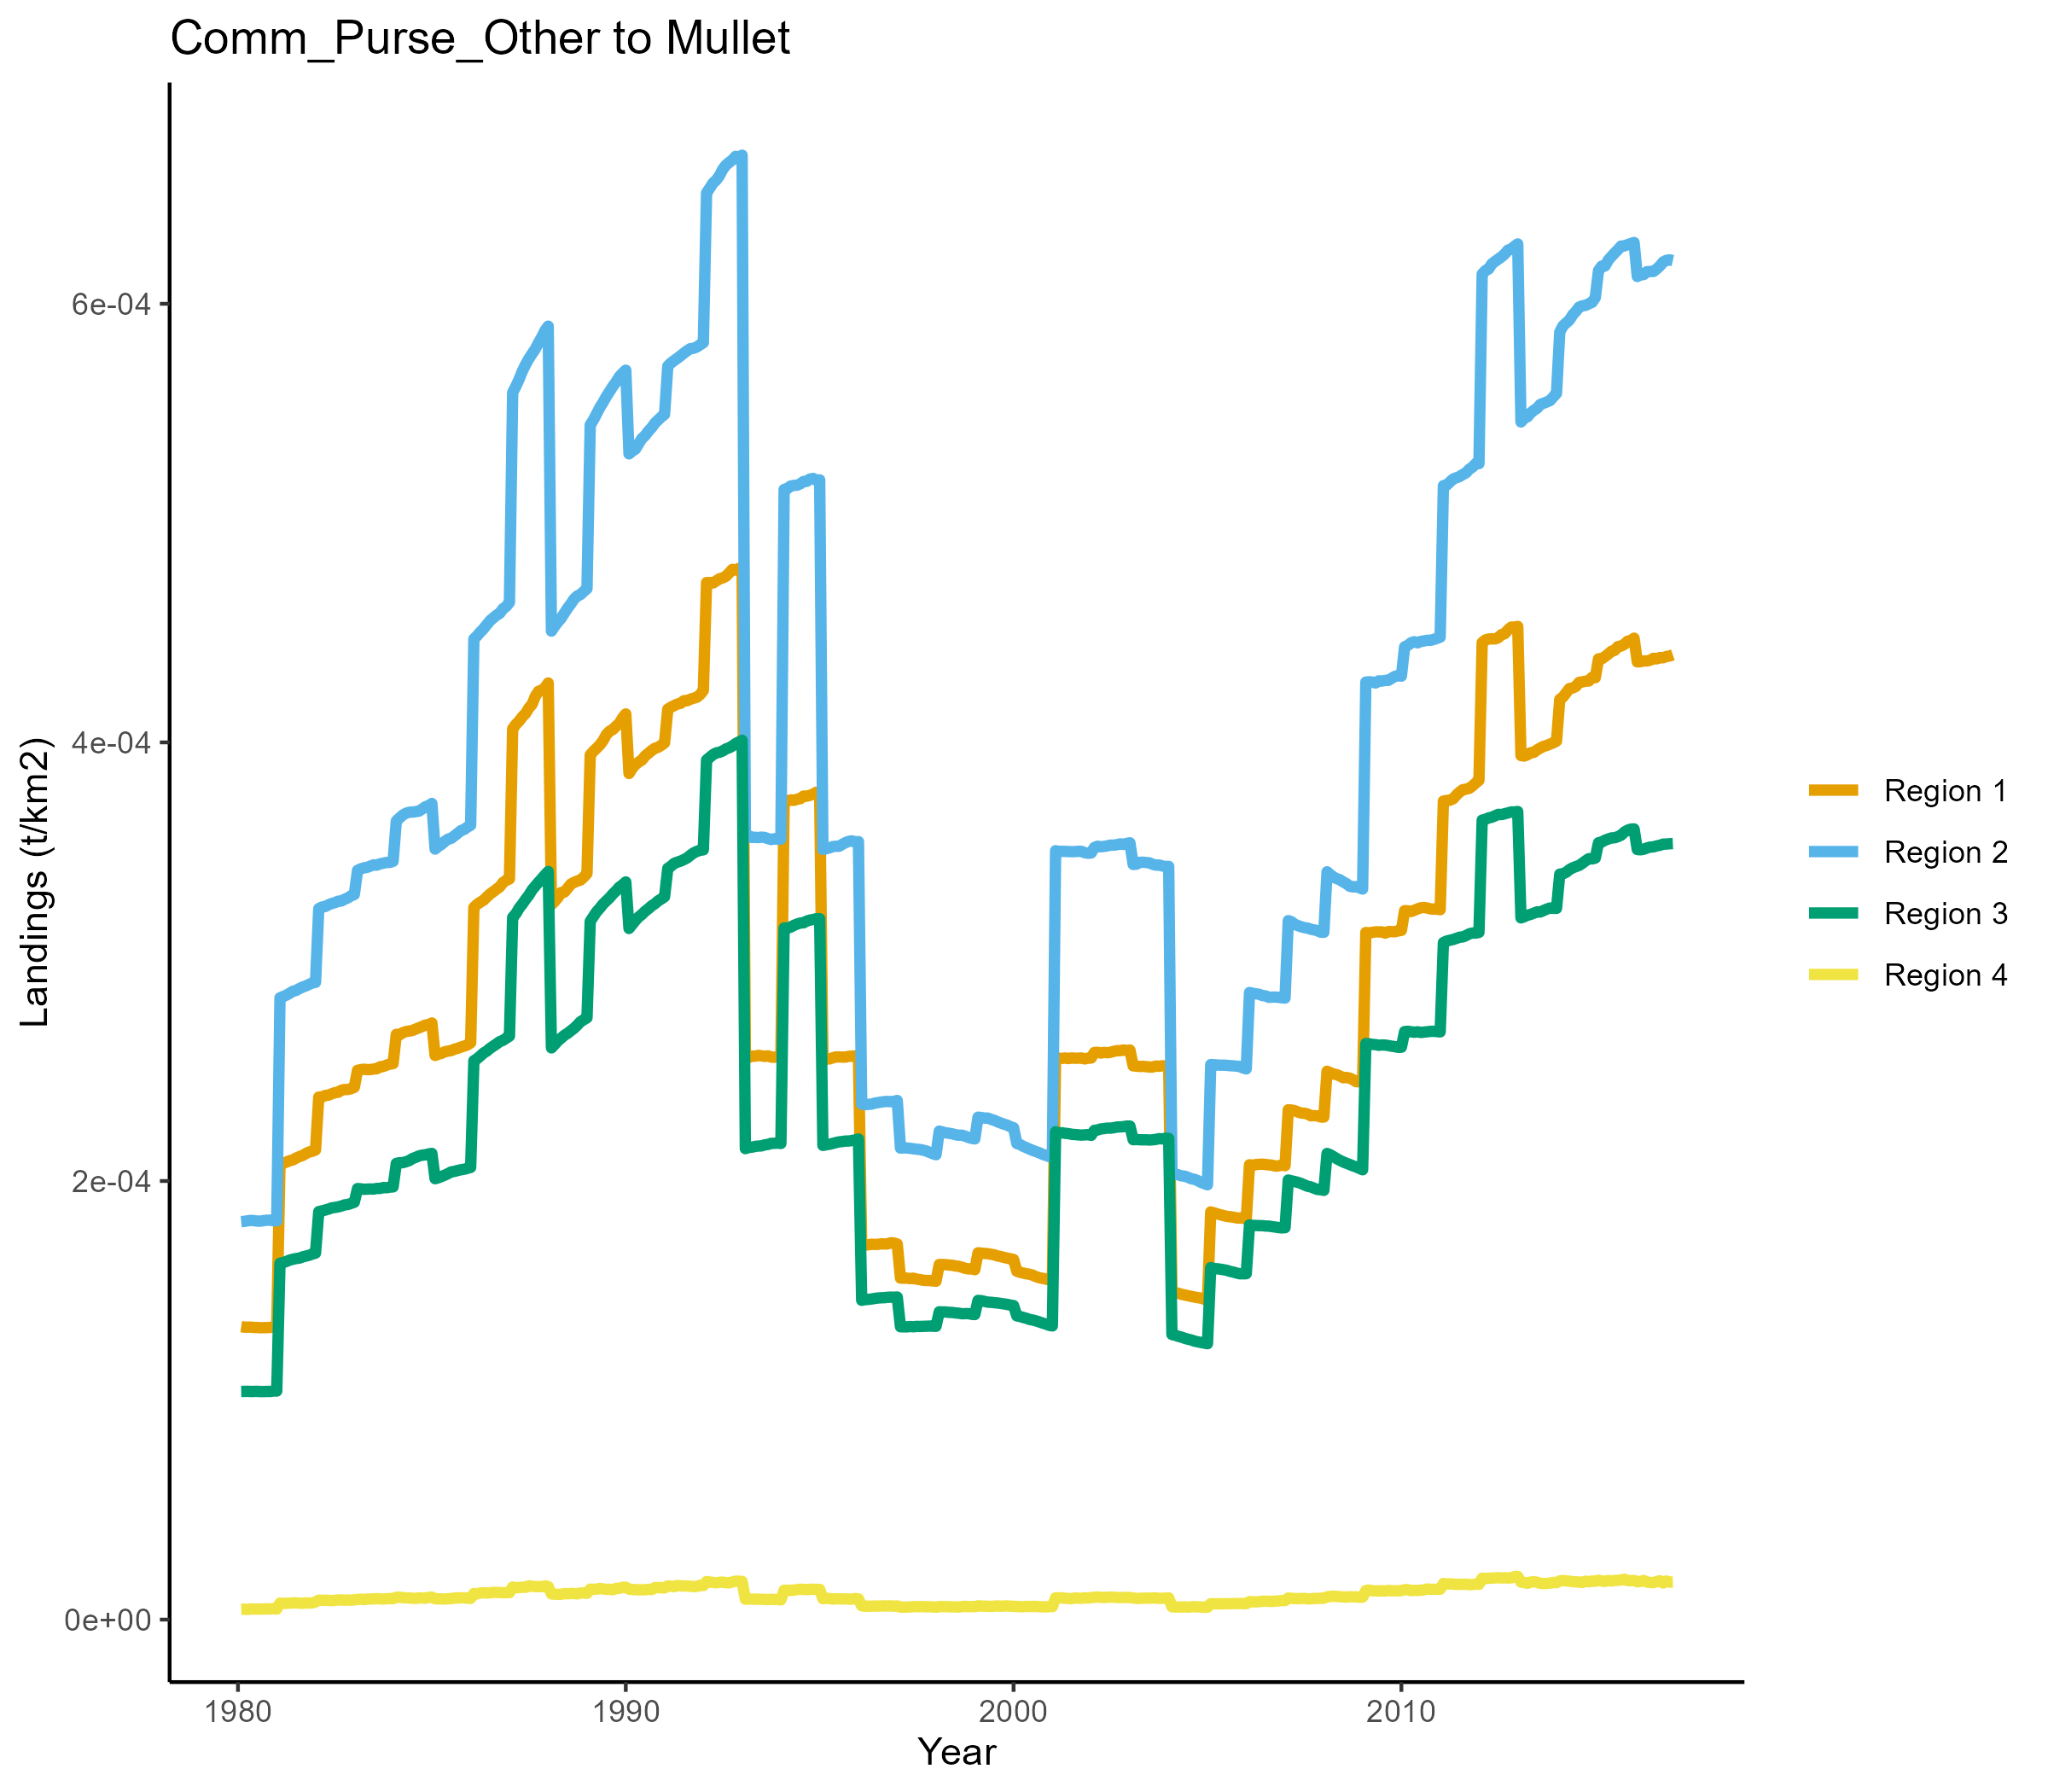 Comm_Purse_Other to Mullet
Landings (t/km2)
6e-04
4e-04
2e-04
0e+00
1980
1990
2000
2010
Year
Region 1
Region 2
Region 3
Region 4